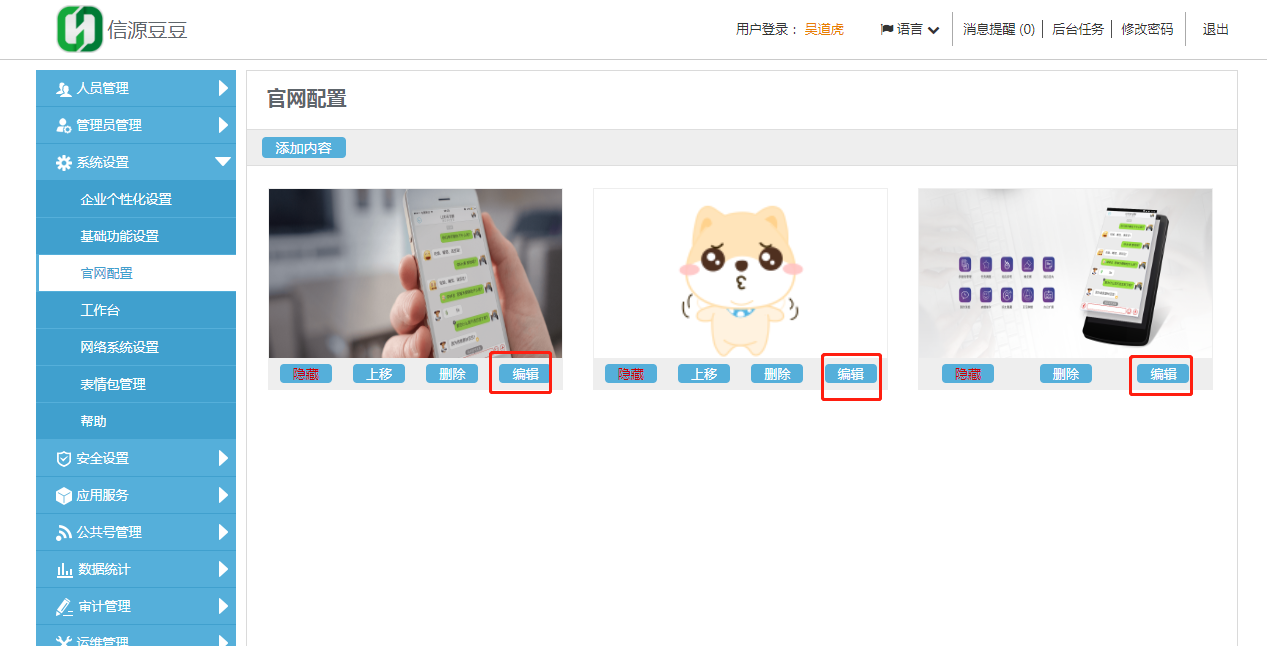 信源豆豆
用户登录： 吴道虎 语言 消息提醒 (0) 后台任务 修改密码 退出
人员管理
管理员管理
系统设置
企业个性化设置
基础功能设置
官网配置
工作台
网络系统设置
表情包管理
帮助
安全设置
应用服务
公共号管理
数据统计
审计管理
运维管理
官网配置
添加内容
隐藏 上移 删除 编辑
隐藏 上移 删除 编辑
隐藏 删除 编辑